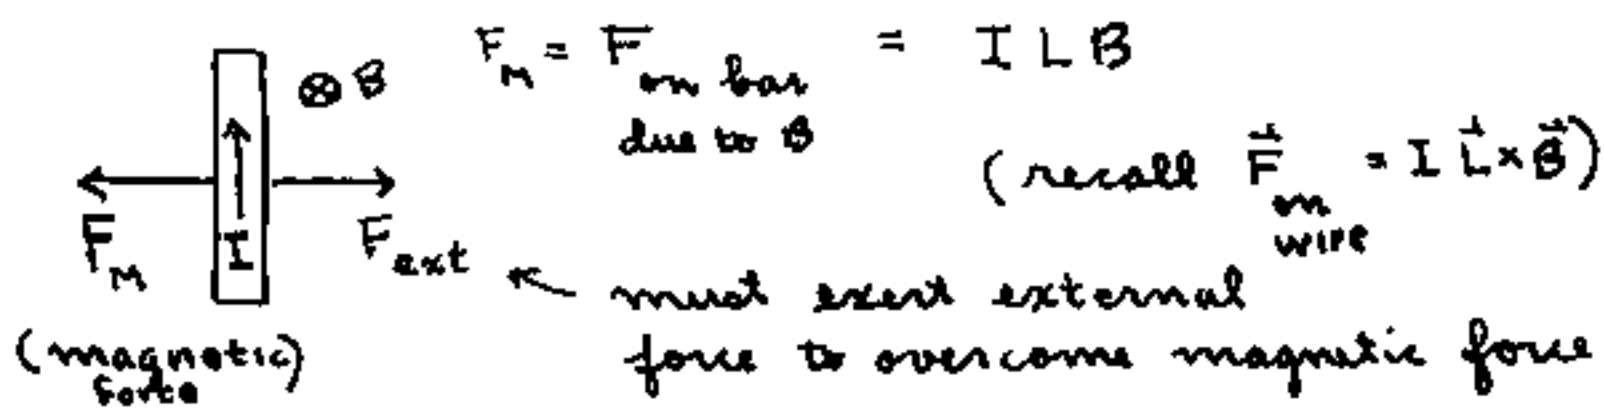 F_M = F_on bar due to B = I L B
⊗ B
(recall F⃗_on wire = I L⃗ × B⃗)
I
F_M
F_ext ← must exert external
force to overcome magnetic force
(magnetic force)